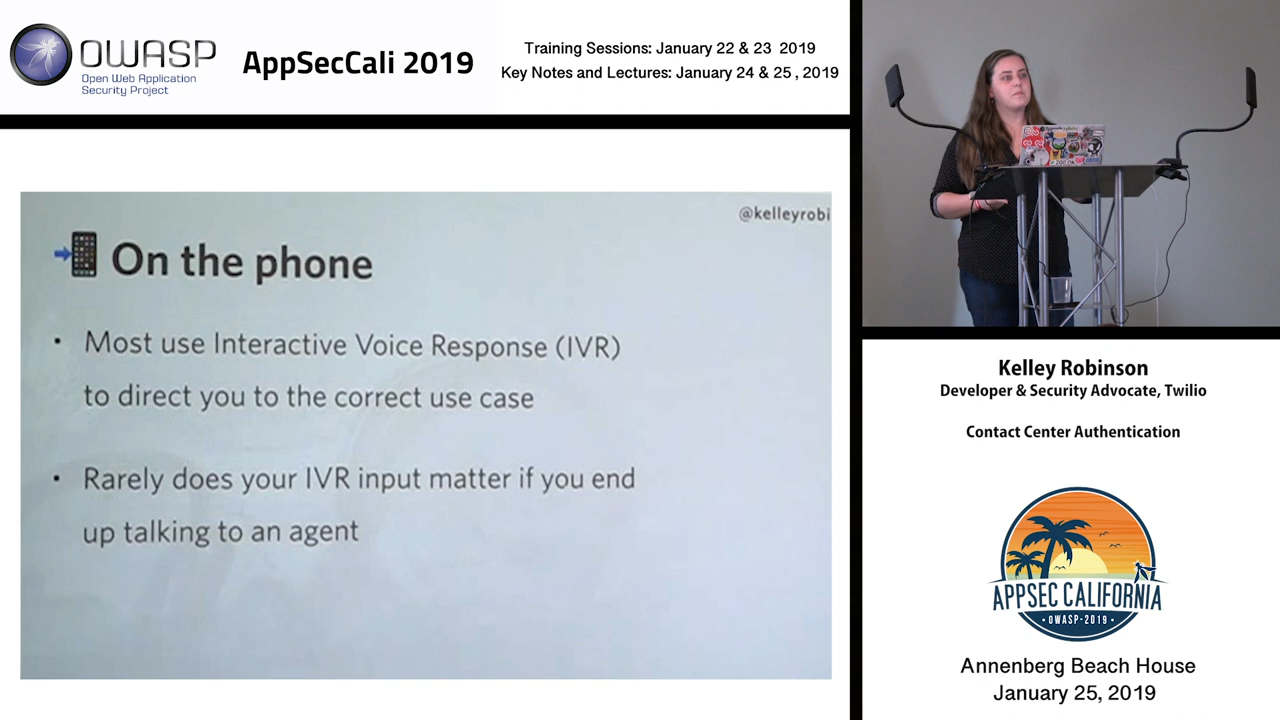 OWASP
Open Web Application
Security Project
AppSecCali 2019
Training Sessions: January 22 & 23 2019
Key Notes and Lectures: January 24 & 25 , 2019
@kelleyrobi
On the phone
• Most use Interactive Voice Response (IVR)
to direct you to the correct use case
• Rarely does your IVR input matter if you end
up talking to an agent
Kelley Robinson
Developer & Security Advocate, Twilio
Contact Center Authentication
APPSEC CALIFORNIA
• OWASP-2019 •
Annenberg Beach House
January 25, 2019